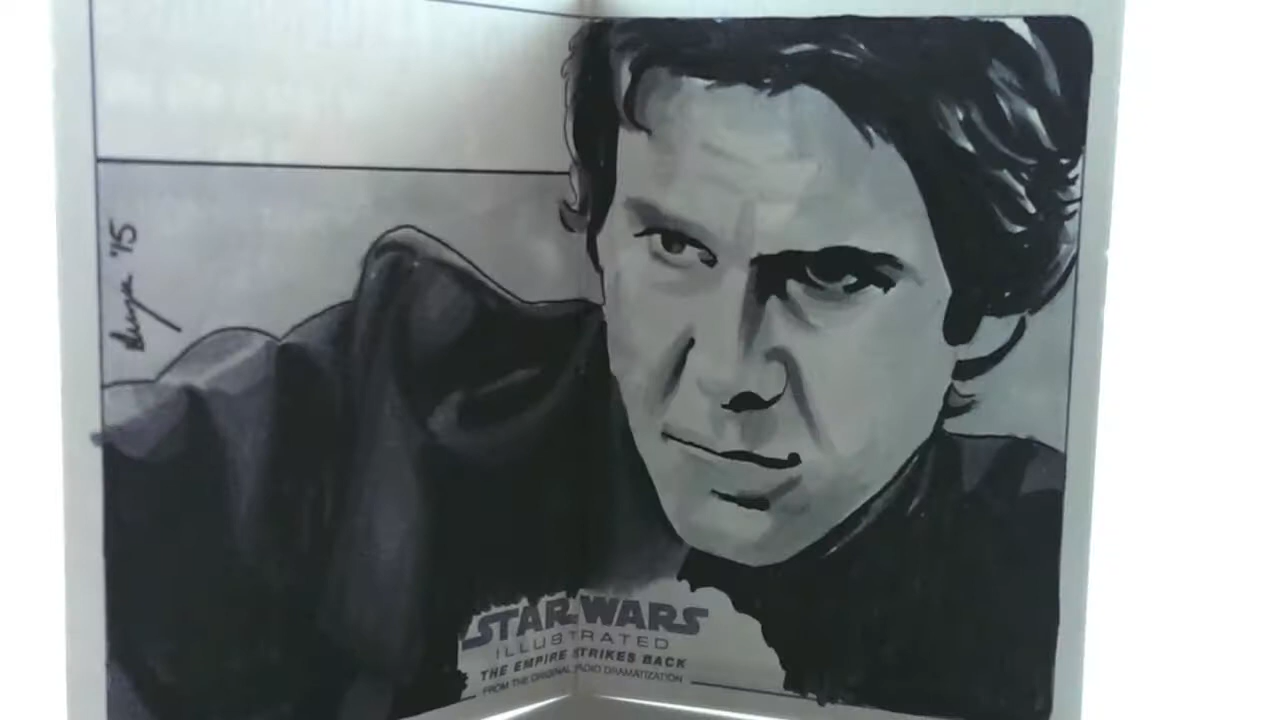 '15
STAR WARS
ILLUSTRATED
THE EMPIRE STRIKES BACK
FROM THE ORIGINAL RADIO DRAMATIZATION